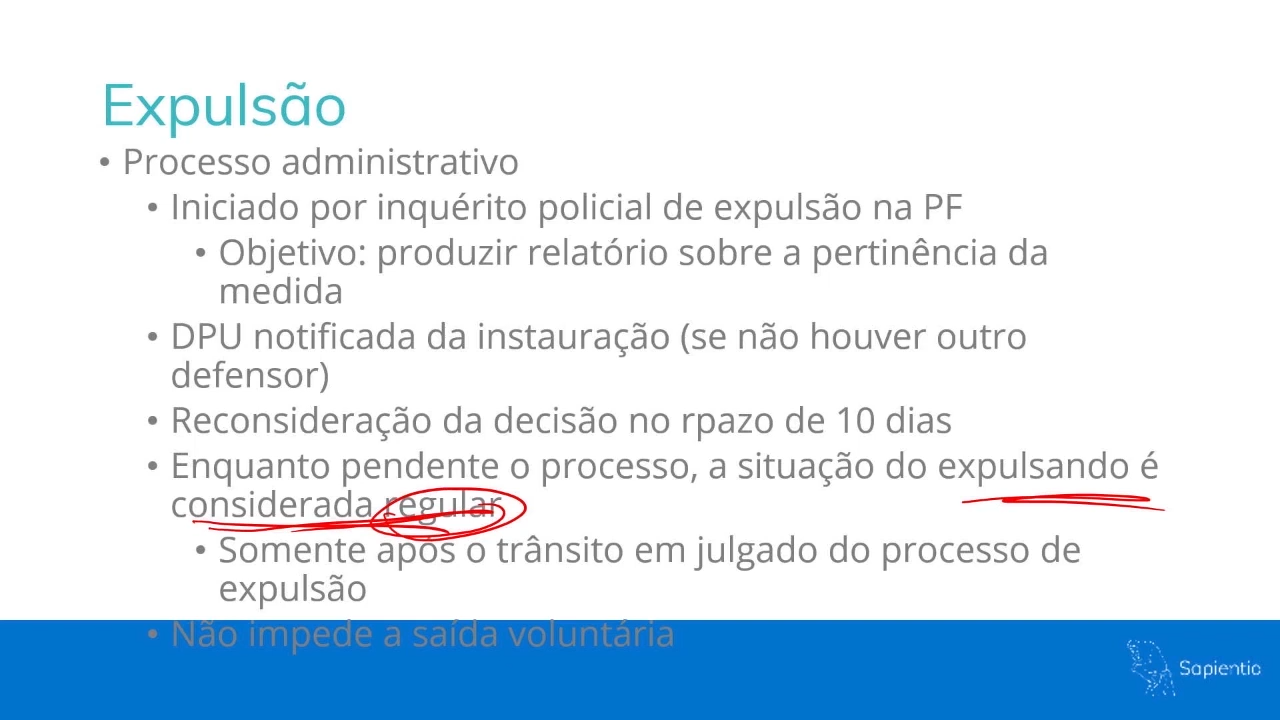 Expulsão
• Processo administrativo
• Iniciado por inquérito policial de expulsão na PF
• Objetivo: produzir relatório sobre a pertinência da
medida
• DPU notificada da instauração (se não houver outro
defensor)
• Reconsideração da decisão no rpazo de 10 dias
• Enquanto pendente o processo, a situação do expulsando é
considerada regular
• Somente após o trânsito em julgado do processo de
expulsão
• Não impede a saída voluntária
Sapientia